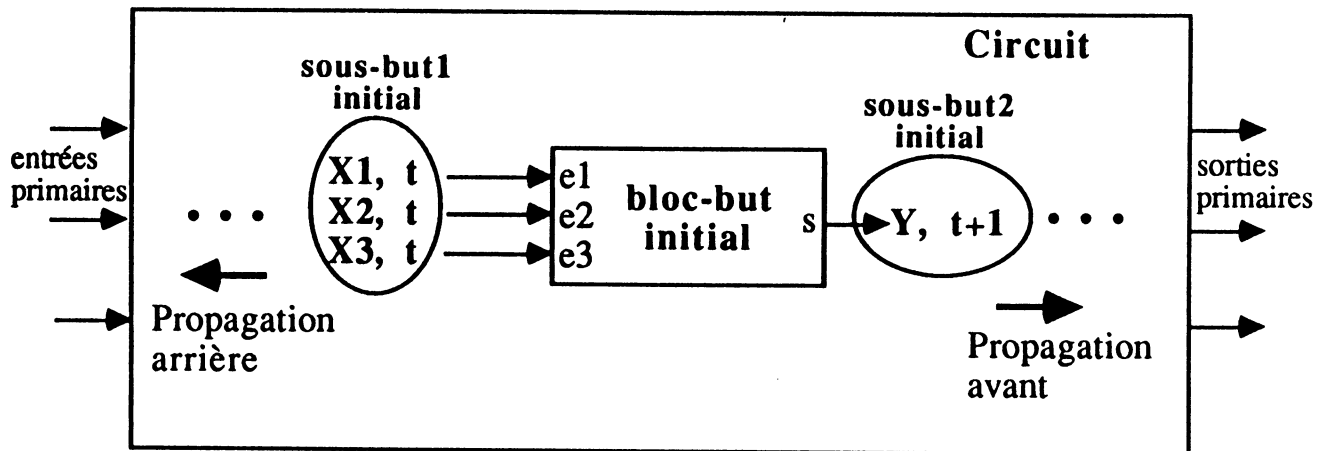 Circuit
sous-but1
initial
sous-but2
initial
entrées
primaires
X1, t
X2, t
X3, t
e1
e2
e3
bloc-but
initial
s
Y, t+1
sorties
primaires
Propagation
arrière
Propagation
avant